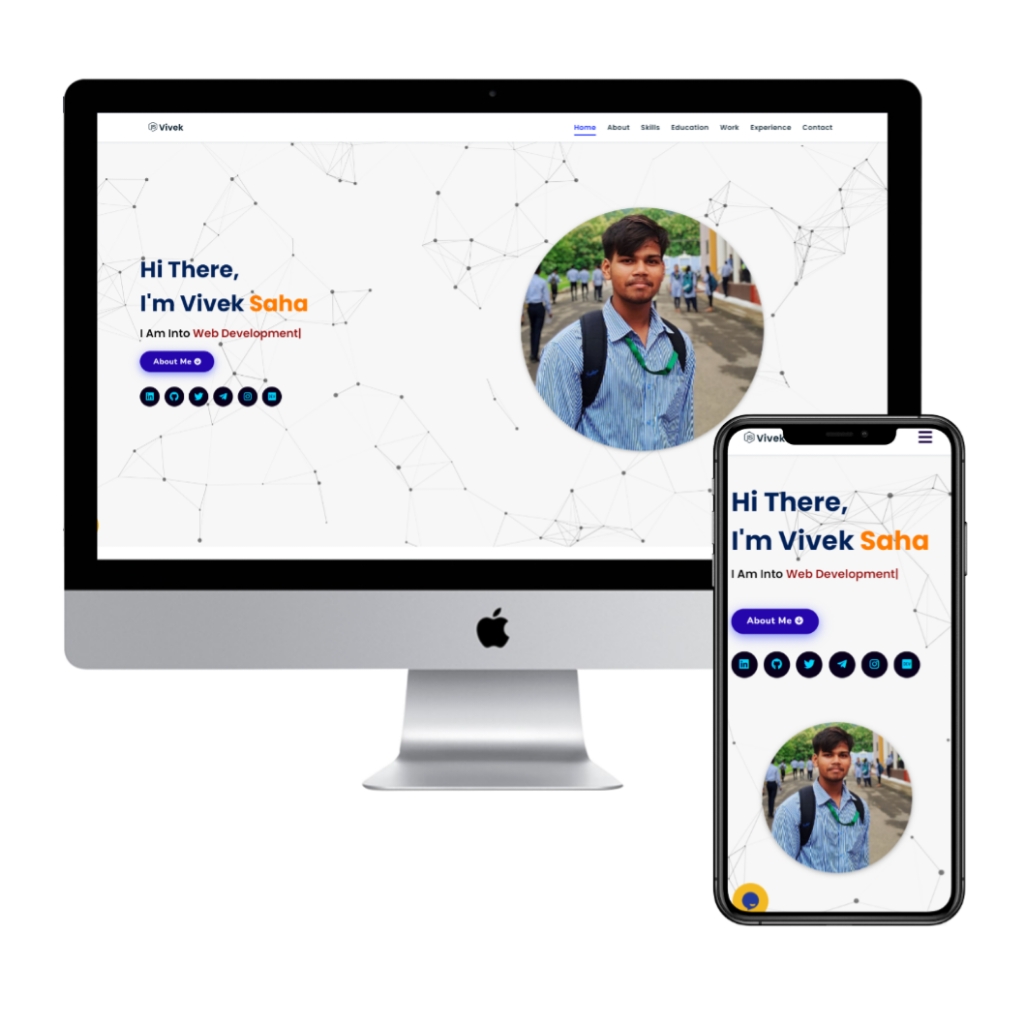 Vivek
Home About Skills Education Work Experience Contact
Hi There,
I'm Vivek Saha
I Am Into Web Development|
About Me
Vivek
Hi There,
I'm Vivek Saha
I Am Into Web Development|
About Me